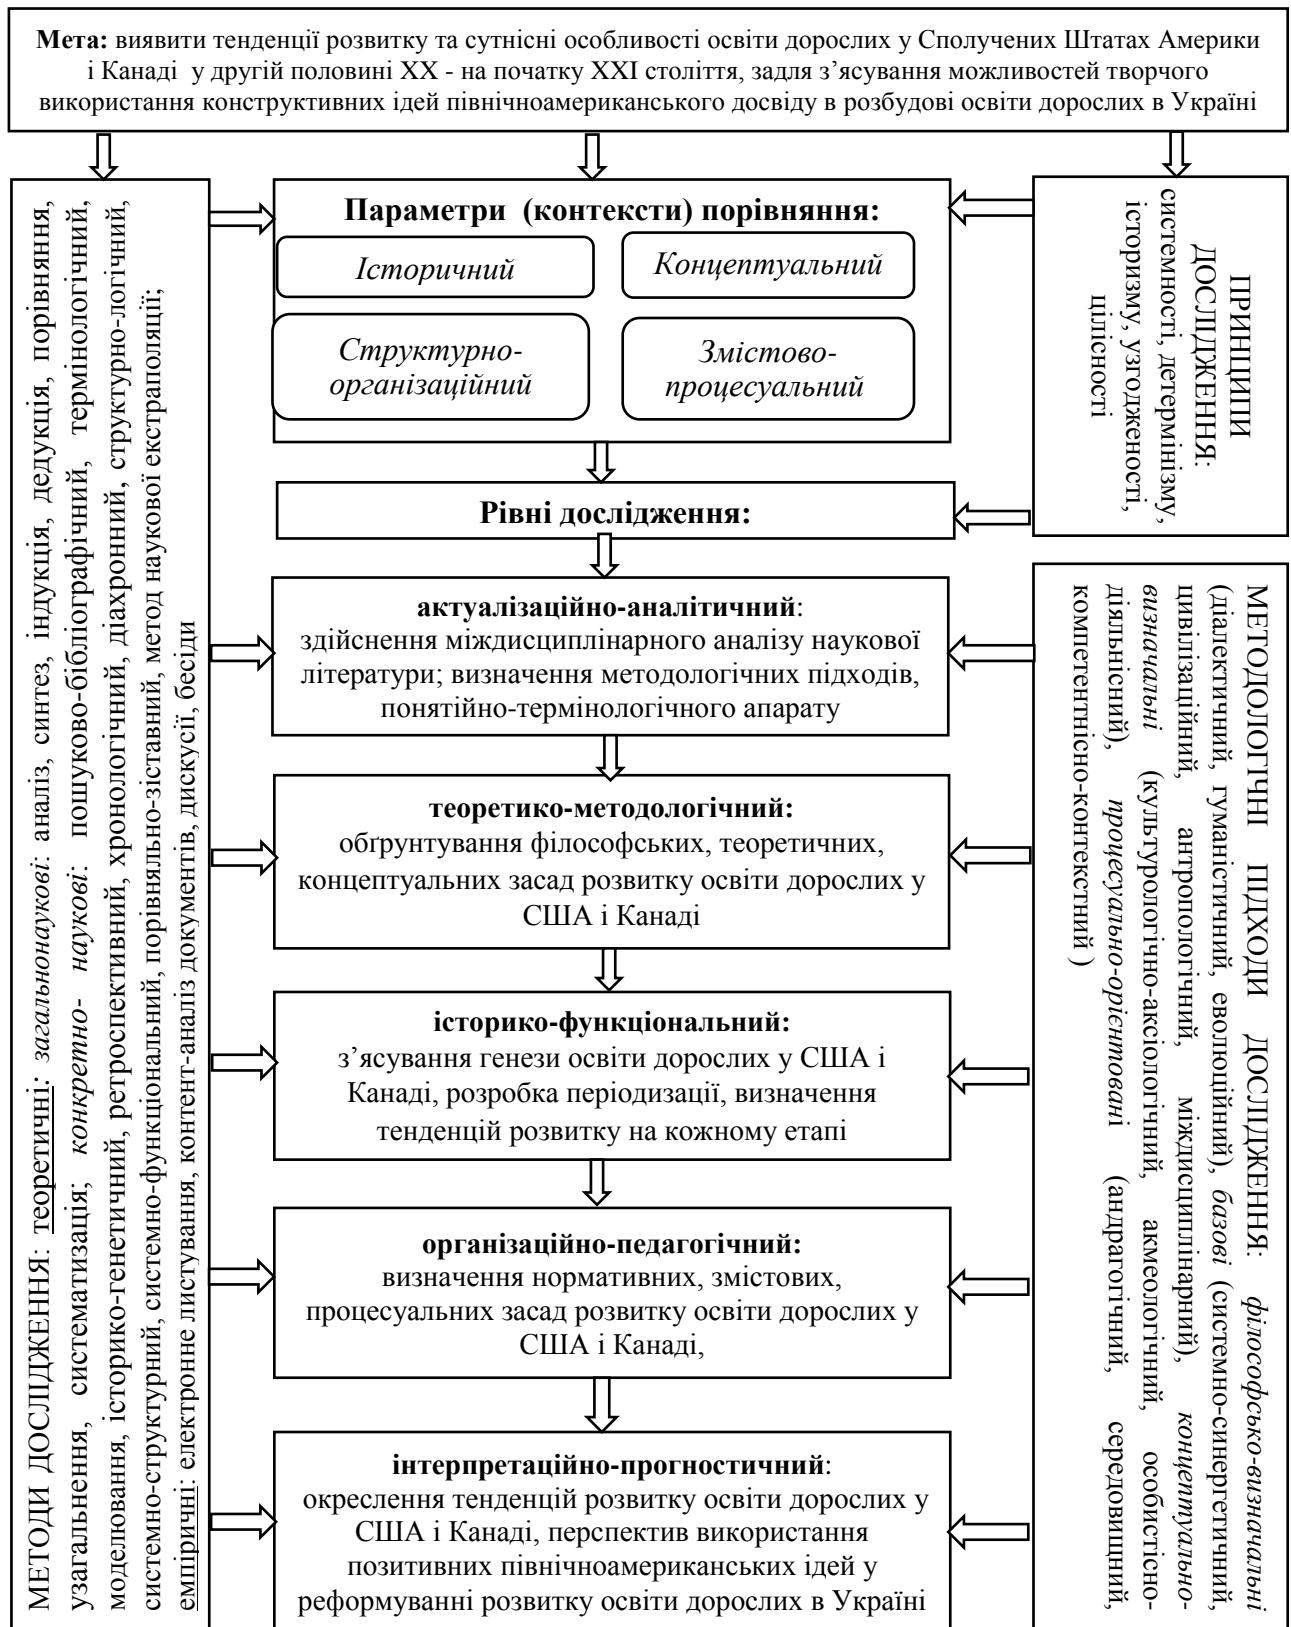 Мета: виявити тенденції розвитку та сутнісні особливості освіти дорослих у Сполучених Штатах Америки
і Канаді у другій половині ХХ - на початку ХХІ століття, задля з’ясування можливостей творчого
використання конструктивних ідей північноамериканського досвіду в розбудові освіти дорослих в Україні
МЕТОДИ ДОСЛІДЖЕННЯ: теоретичні: загальнонаукові: аналіз, синтез, індукція, дедукція, порівняння,
узагальнення, систематизація; конкретно- наукові: пошуково-бібліографічний, термінологічний,
моделювання, історико-генетичний, ретроспективний, хронологічний, діахронний, структурно-логічний,
системно-структурний, системно-функціональний, порівняльно-зіставний, метод наукової екстраполяції;
емпіричні: електронне листування, контент-аналіз документів, дискусії, бесіди
Параметри (контексти) порівняння:
Історичний
Концептуальний
Структурно-
організаційний
Змістово-
процесуальний
Рівні дослідження:
актуалізаційно-аналітичний:
здійснення міждисциплінарного аналізу наукової
літератури; визначення методологічних підходів,
понятійно-термінологічного апарату
теоретико-методологічний:
обґрунтування філософських, теоретичних,
концептуальних засад розвитку освіти дорослих у
США і Канаді
історико-функціональний:
з’ясування генези освіти дорослих у США і
Канаді, розробка періодизації, визначення
тенденцій розвитку на кожному етапі
організаційно-педагогічний:
визначення нормативних, змістових,
процесуальних засад розвитку освіти дорослих у
США і Канаді,
інтерпретаційно-прогностичний:
окреслення тенденцій розвитку освіти дорослих у
США і Канаді, перспектив використання
позитивних північноамериканських ідей у
реформуванні розвитку освіти дорослих в Україні
ПРИНЦИПИ
ДОСЛІДЖЕННЯ:
системності, детермінізму,
історизму, узгодженості,
цілісності
МЕТОДОЛОГІЧНІ ПІДХОДИ ДОСЛІДЖЕННЯ: філософсько-визначальні
(діалектичний, гуманістичний, еволюційний), базові (системно-синергетичний,
цивілізаційний, антропологічний, міждисциплінарний), концептуально-
визначальні (культурологічно-аксіологічний, акмеологічний, особистісно-
діяльнісний), процесуально-орієнтовані (андрагогічний, середовищний,
компетентнісно-контекстний )